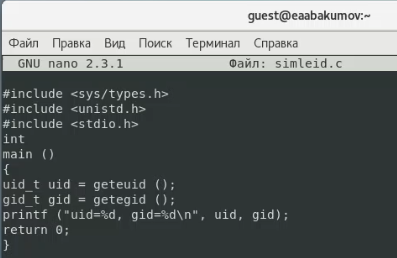 guest@eaabakumov:~
Файл Правка Вид Поиск Терминал Справка
GNU nano 2.3.1 Файл: simleid.c
#include <sys/types.h>
#include <unistd.h>
#include <stdio.h>
int
main ()
{
uid_t uid = geteuid ();
gid_t gid = getegid ();
printf ("uid=%d, gid=%d\n", uid, gid);
return 0;
}